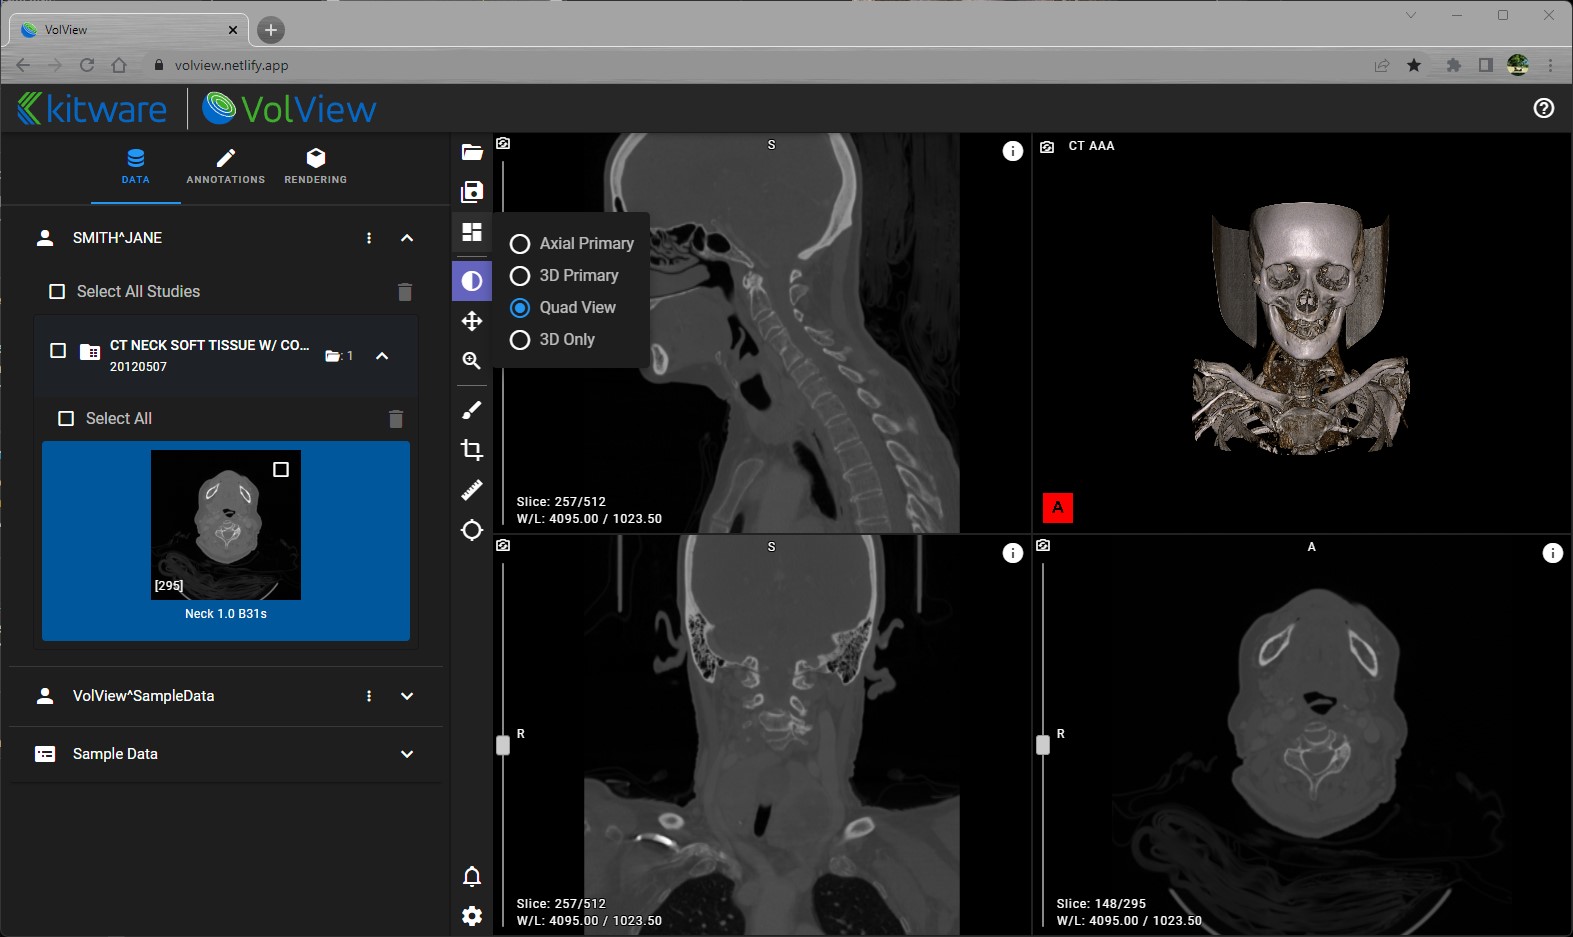 VolView
volview.netlify.app
kitware VolView
DATA
ANNOTATIONS
RENDERING
SMITH^JANE
Select All Studies
CT NECK SOFT TISSUE W/ CO...
: 1
20120507
Select All
[295]
Neck 1.0 B31s
VolView^SampleData
Sample Data
Axial Primary
3D Primary
Quad View
3D Only
S
Slice: 257/512
W/L: 4095.00 / 1023.50
CT AAA
A
S
R
Slice: 257/512
W/L: 4095.00 / 1023.50
A
R
Slice: 148/295
W/L: 4095.00 / 1023.50